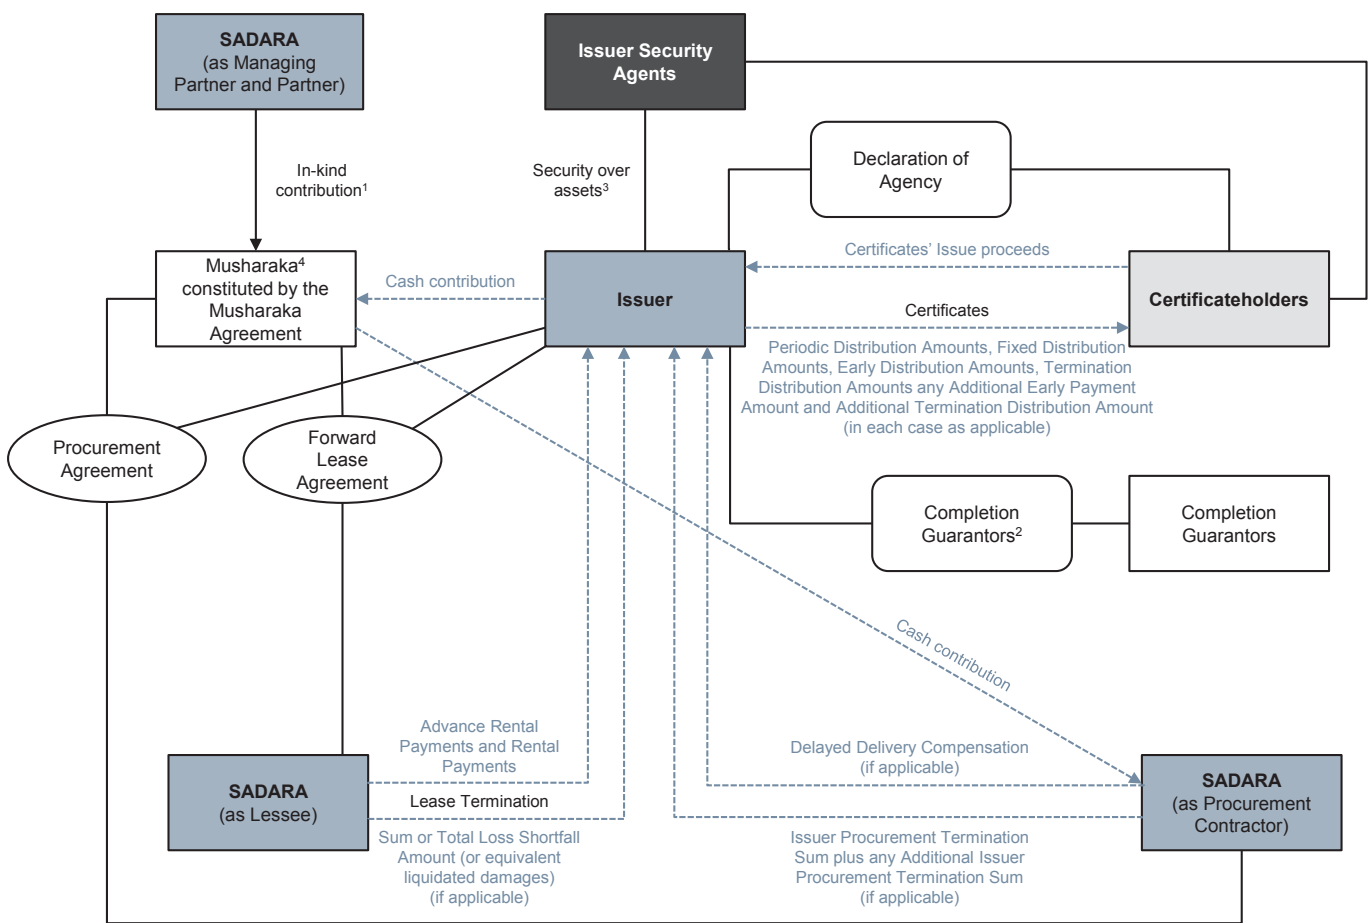 SADARA
(as Managing
Partner and Partner)
Issuer Security
Agents
In-kind
contribution¹
Security over
assets³
Declaration of
Agency
Musharaka⁴
constituted by the
Musharaka
Agreement
Cash contribution
Issuer
Certificates’ Issue proceeds
Certificates
Certificateholders
Periodic Distribution Amounts, Fixed Distribution
Amounts, Early Distribution Amounts, Termination
Distribution Amounts any Additional Early Payment
Amount and Additional Termination Distribution Amount
(in each case as applicable)
Procurement
Agreement
Forward
Lease
Agreement
Completion
Guarantors²
Completion
Guarantors
Cash contribution
Advance Rental
Payments and Rental
Payments
SADARA
(as Lessee)
Lease Termination
Sum or Total Loss Shortfall
Amount (or equivalent
liquidated damages)
(if applicable)
Delayed Delivery Compensation
(if applicable)
Issuer Procurement Termination
Sum plus any Additional Issuer
Procurement Termination Sum
(if applicable)
SADARA
(as Procurement
Contractor)